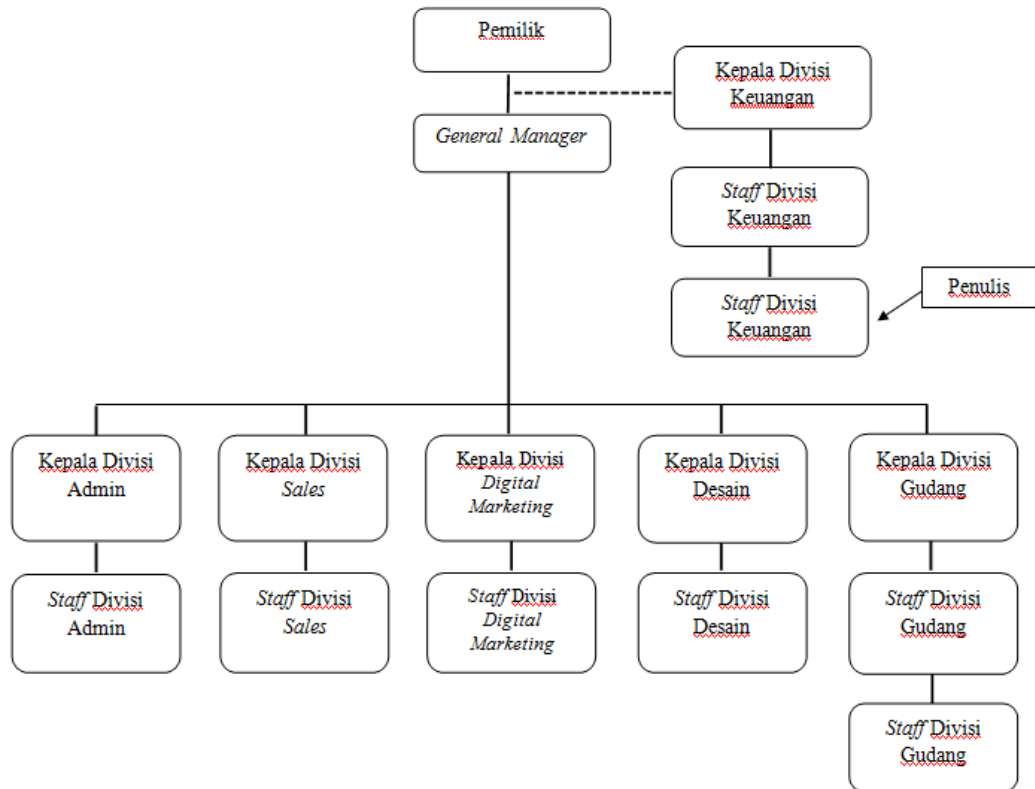 Pemilik
Kepala Divisi
Keuangan
General Manager
Staff Divisi
Keuangan
Penulis
Staff Divisi
Keuangan
Kepala Divisi
Admin
Kepala Divisi
Sales
Kepala Divisi
Digital
Marketing
Kepala Divisi
Desain
Kepala Divisi
Gudang
Staff Divisi
Admin
Staff Divisi
Sales
Staff Divisi
Digital
Marketing
Staff Divisi
Desain
Staff Divisi
Gudang
Staff Divisi
Gudang